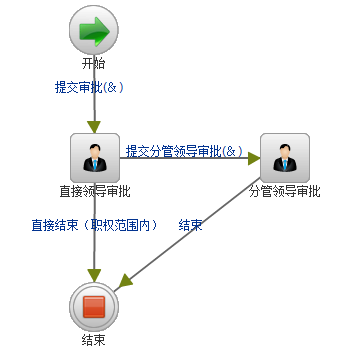 开始
提交审批(&)
提交分管领导审批(&)
直接领导审批
分管领导审批
直接结束（职权范围内）
结束
结束